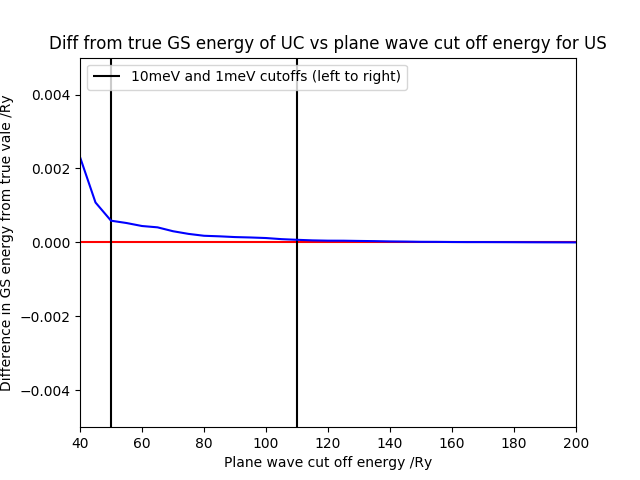 Diff from true GS energy of UC vs plane wave cut off energy for US
10meV and 1meV cutoffs (left to right)
Difference in GS energy from true vale /Ry
0.004
0.002
0.000
−0.002
−0.004
40 60 80 100 120 140 160 180 200
Plane wave cut off energy /Ry